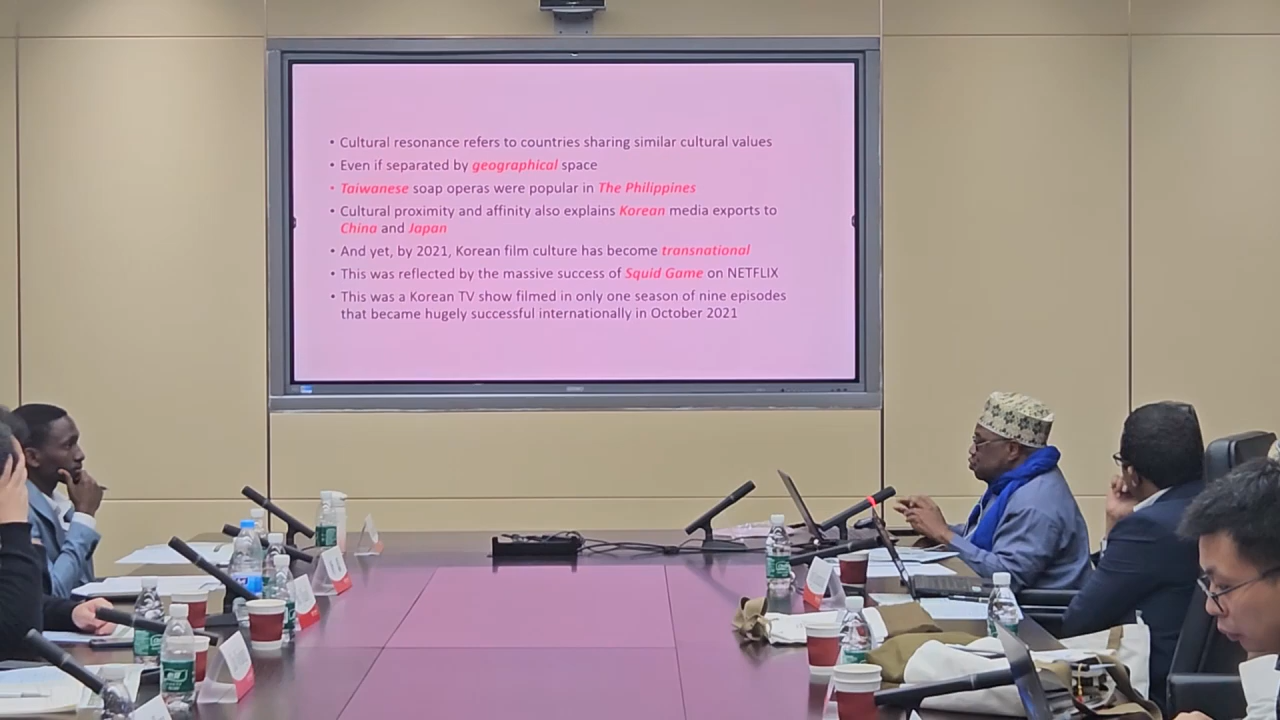 • Cultural resonance refers to countries sharing similar cultural values
• Even if separated by geographical space
• Taiwanese soap operas were popular in The Philippines
• Cultural proximity and affinity also explains Korean media exports to
China and Japan
• And yet, by 2021, Korean film culture has become transnational
• This was reflected by the massive success of Squid Game on NETFLIX
• This was a Korean TV show filmed in only one season of nine episodes
that became hugely successful internationally in October 2021